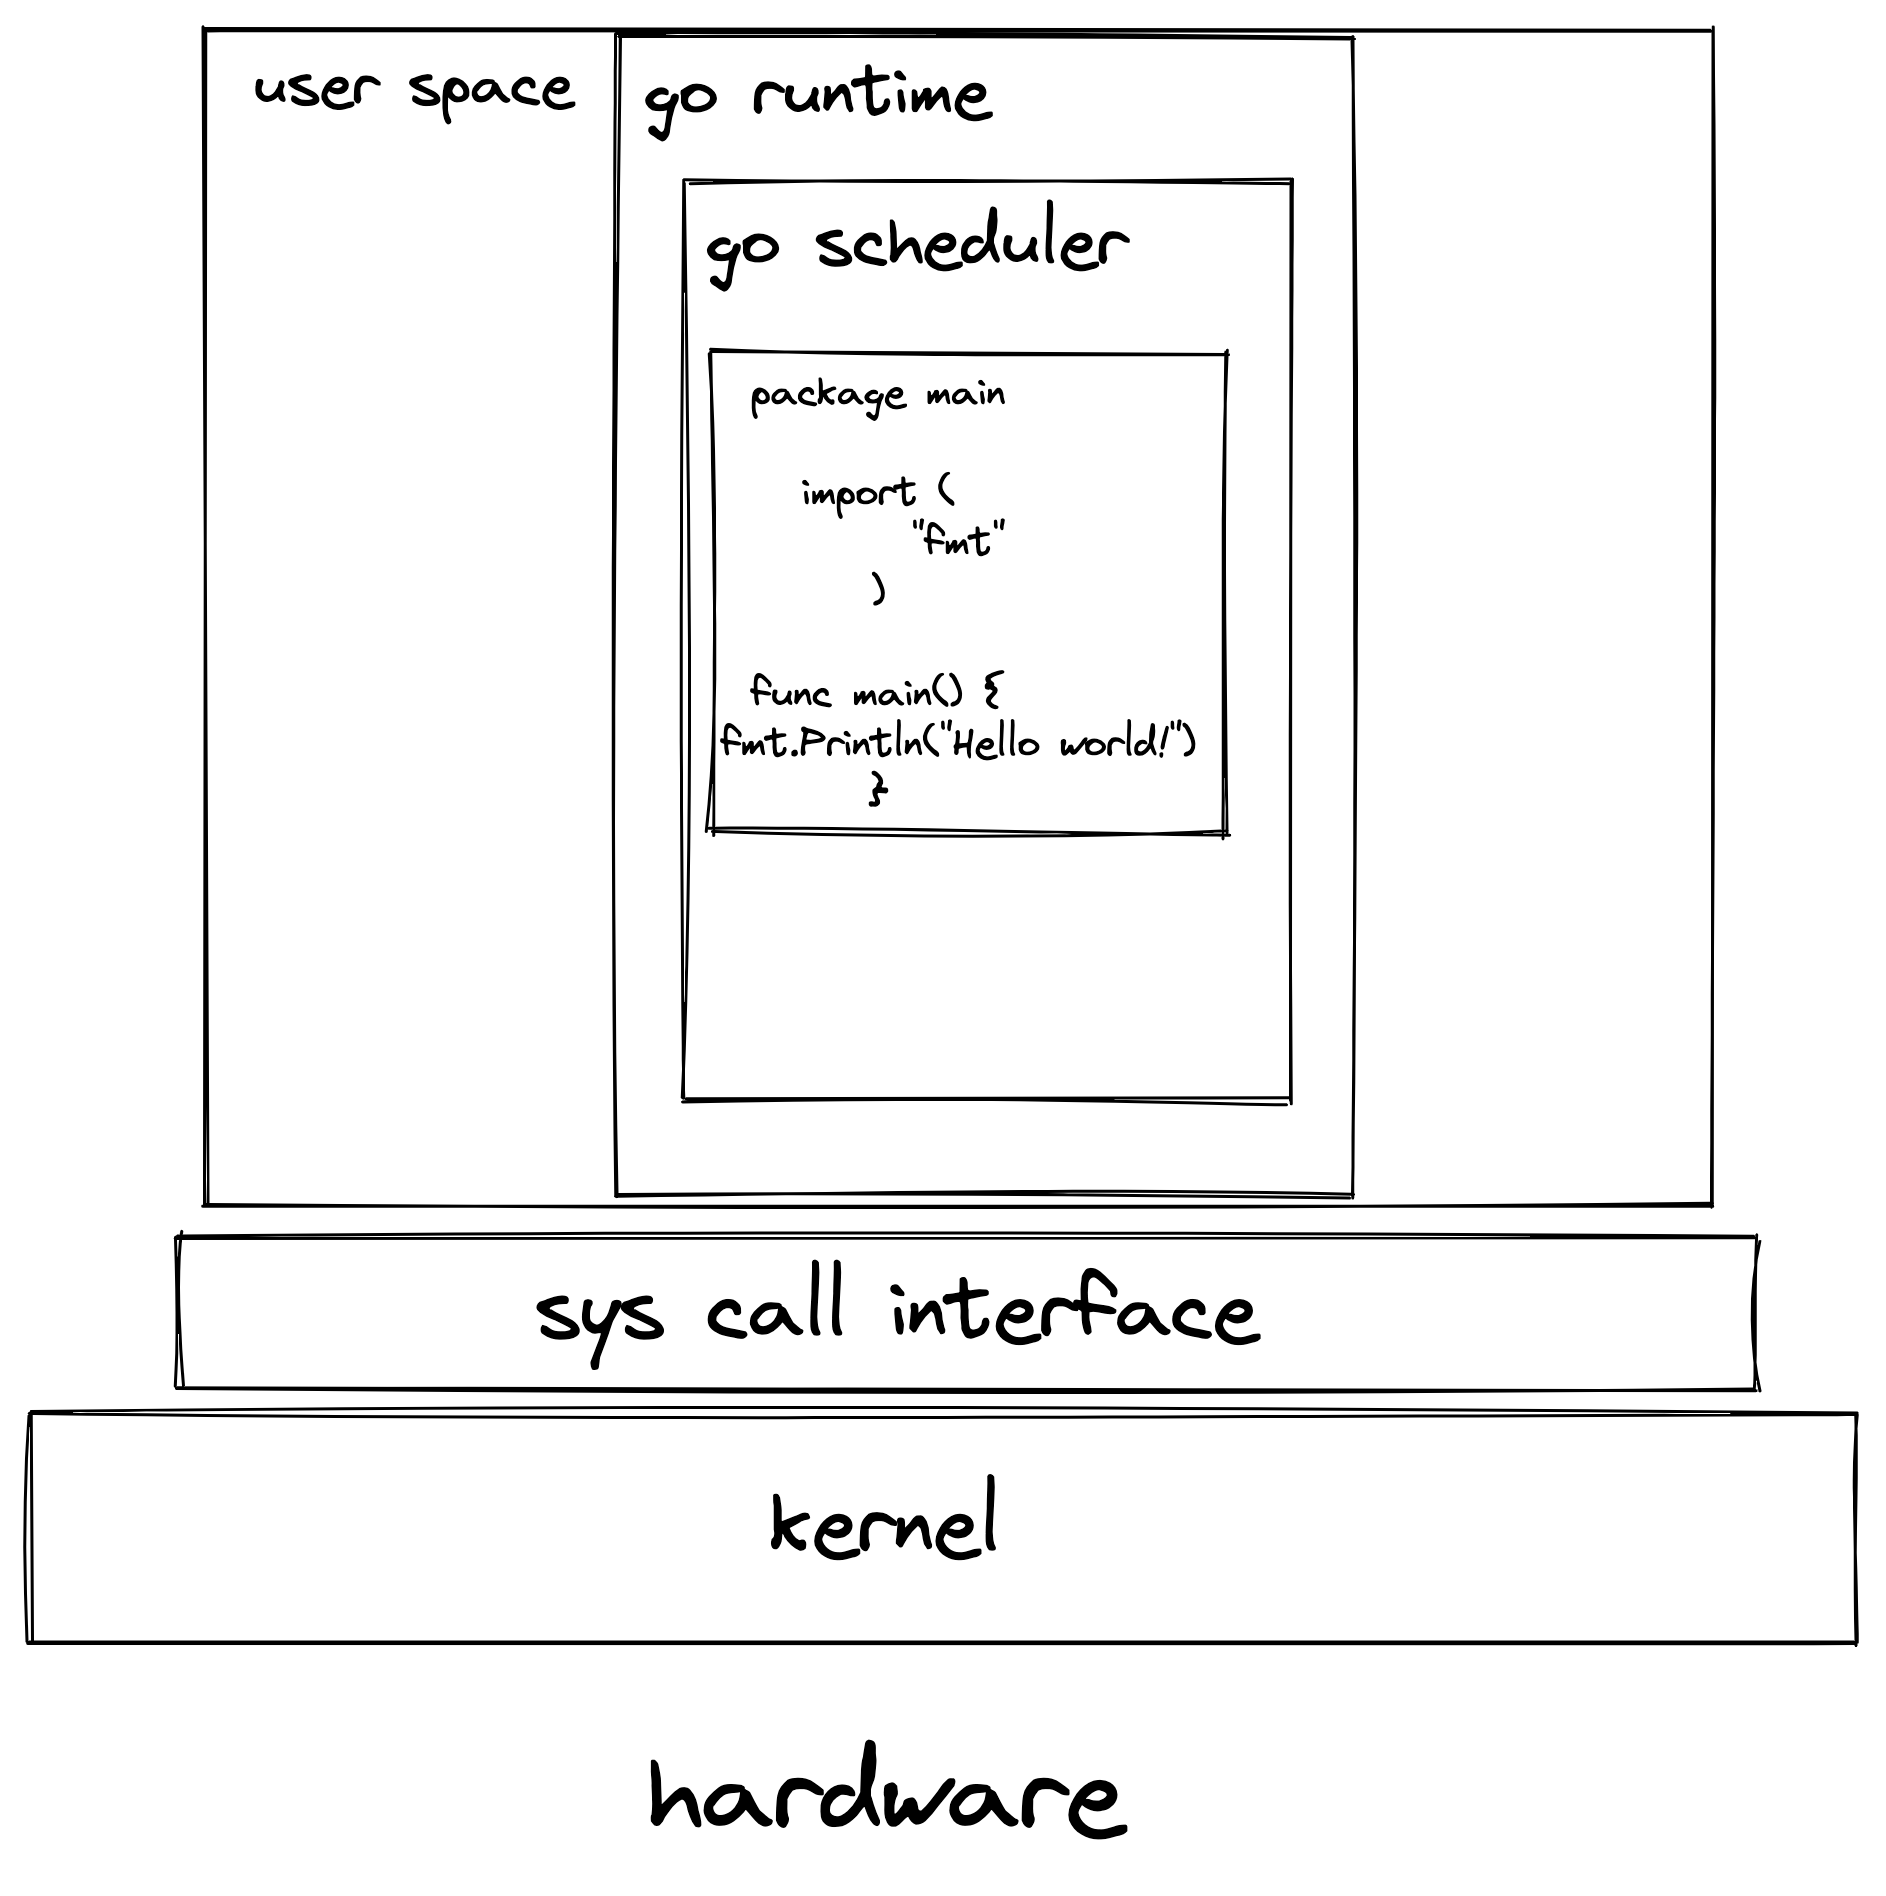 user space
go runtime
go scheduler
package main
import (
"fmt"
)
func main() {
fmt.Println("Hello world!")
}
sys call interface
kernel
hardware